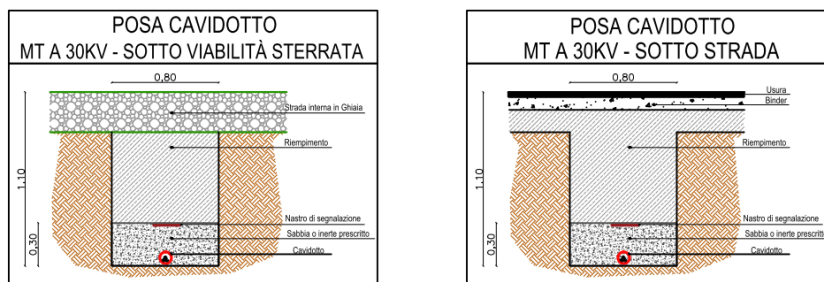 POSA CAVIDOTTO
MT A 30KV - SOTTO VIABILITÀ STERRATA
0,80
Strada interna in Ghiaia
Riempimento
1.10
Nastro di segnalazione
0,30
Sabbia o inerte prescritto
Cavidotto
POSA CAVIDOTTO
MT A 30KV - SOTTO STRADA
0,80
Usura
Binder
Riempimento
1.10
Nastro di segnalazione
0,30
Sabbia o inerte prescritto
Cavidotto